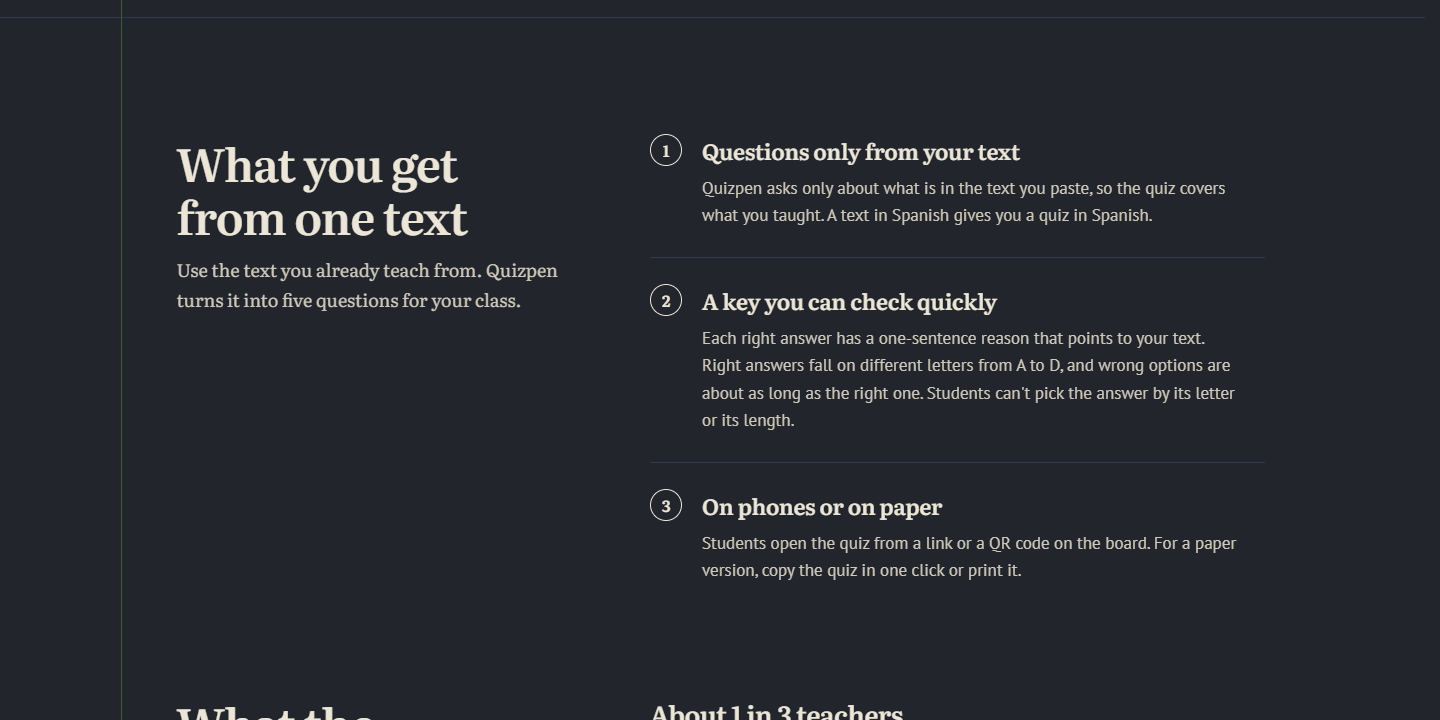 What you get
from one text
Use the text you already teach from. Quizpen
turns it into five questions for your class.
1
Questions only from your text
Quizpen asks only about what is in the text you paste, so the quiz covers
what you taught. A text in Spanish gives you a quiz in Spanish.
2
A key you can check quickly
Each right answer has a one-sentence reason that points to your text.
Right answers fall on different letters from A to D, and wrong options are
about as long as the right one. Students can't pick the answer by its letter
or its length.
3
On phones or on paper
Students open the quiz from a link or a QR code on the board. For a paper
version, copy the quiz in one click or print it.
What the
About 1 in 3 teachers